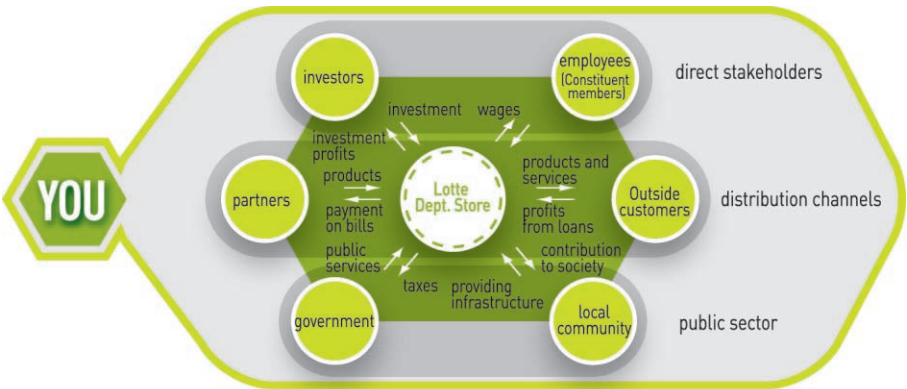 YOU
investors
employees
(Constituent
members)
direct stakeholders
investment
wages
investment
profits
products
payment
on bills
partners
Lotte
Dept. Store
products and
services
profits
from loans
Outside
customers
distribution channels
public
services
taxes
providing
infrastructure
contribution
to society
government
local
community
public sector